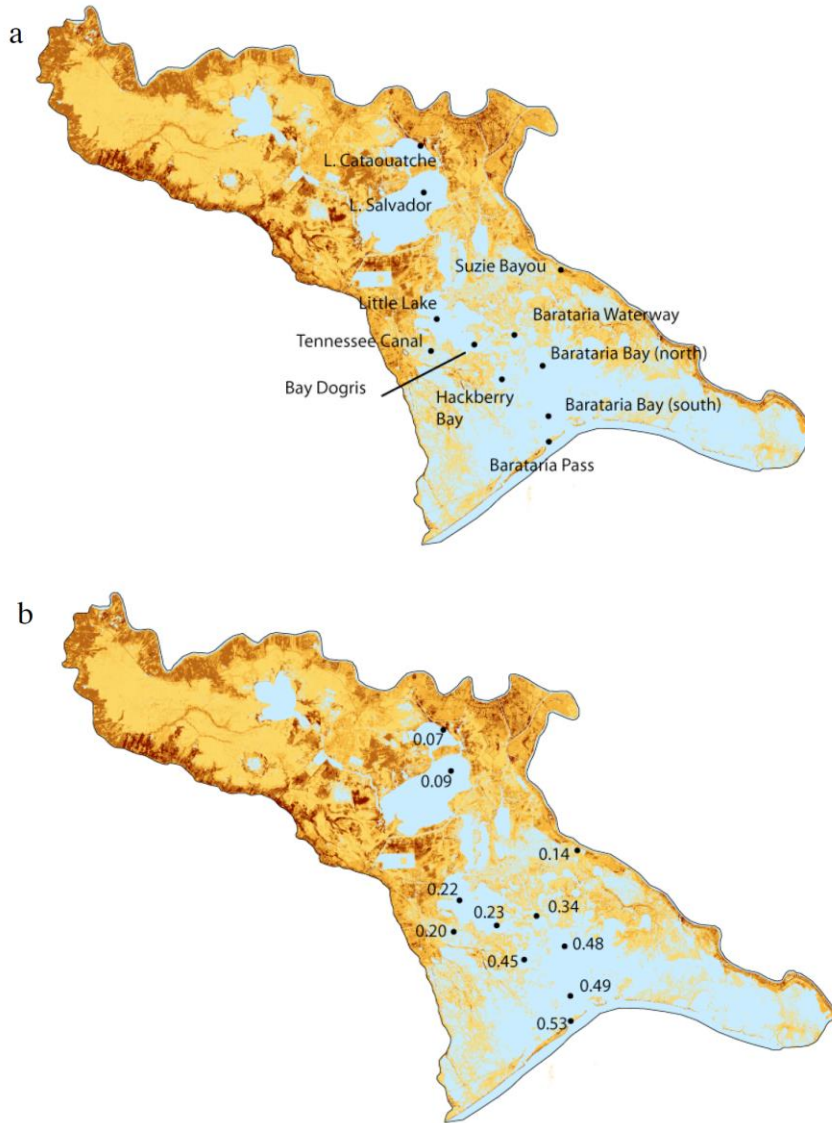 a
L. Cataouatche
L. Salvador
Suzie Bayou
Little Lake
Barataria Waterway
Tennessee Canal
Barataria Bay (north)
Bay Dogris
Hackberry
Bay
Barataria Bay (south)
Barataria Pass
b
0.07
0.09
0.14
0.22
0.23
0.34
0.20
0.48
0.45
0.49
0.53